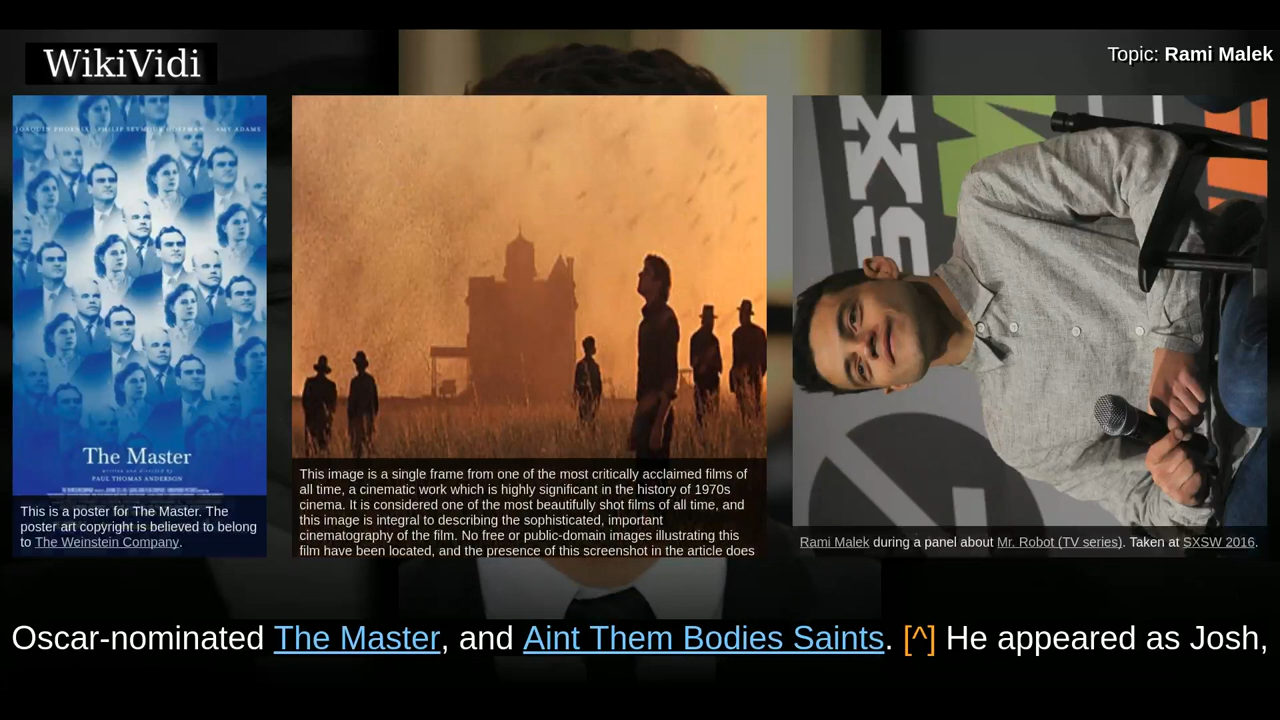 WikiVidi
Topic: Rami Malek
JOAQUIN PHOENIX PHILIP SEYMOUR HOFFMAN AMY ADAMS
The Master
written and directed by
PAUL THOMAS ANDERSON
This is a poster for The Master. The
poster art copyright is believed to belong
to The Weinstein Company.
This image is a single frame from one of the most critically acclaimed films of
all time, a cinematic work which is highly significant in the history of 1970s
cinema. It is considered one of the most beautifully shot films of all time, and
this image is integral to describing the sophisticated, important
cinematography of the film. No free or public-domain images illustrating this
film have been located, and the presence of this screenshot in the article does
SXS
Rami Malek during a panel about Mr. Robot (TV series). Taken at SXSW 2016.
Oscar-nominated The Master, and Aint Them Bodies Saints. [^] He appeared as Josh,